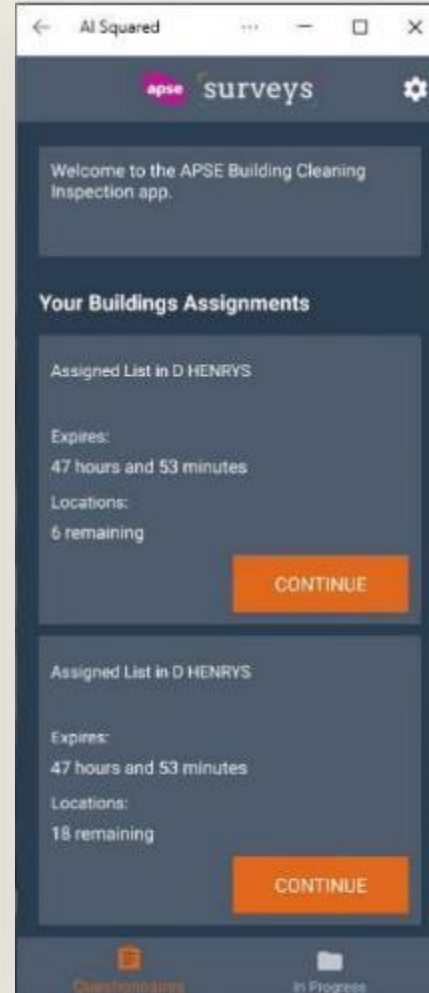 AI Squared
apse surveys
Welcome to the APSE Building Cleaning
Inspection app.
Your Buildings Assignments
Assigned List in D HENRYS
Expires:
47 hours and 53 minutes
Locations:
6 remaining
CONTINUE
Assigned List in D HENRYS
Expires:
47 hours and 53 minutes
Locations:
18 remaining
CONTINUE
Questionnaires In Progress